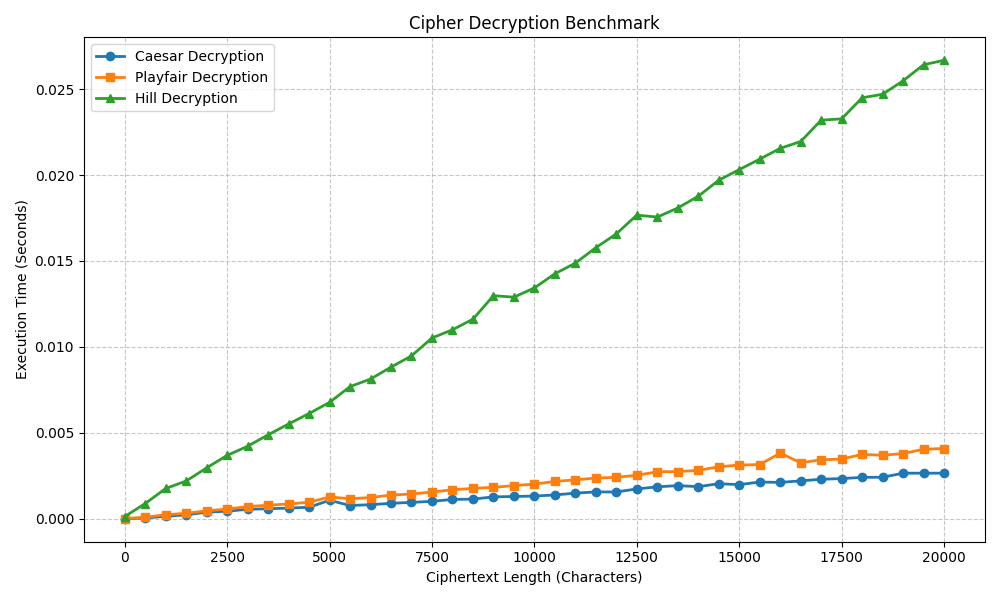 Cipher Decryption Benchmark
Caesar Decryption
Playfair Decryption
Hill Decryption
Execution Time (Seconds)
0.025
0.020
0.015
0.010
0.005
0.000
0 2500 5000 7500 10000 12500 15000 17500 20000
Ciphertext Length (Characters)